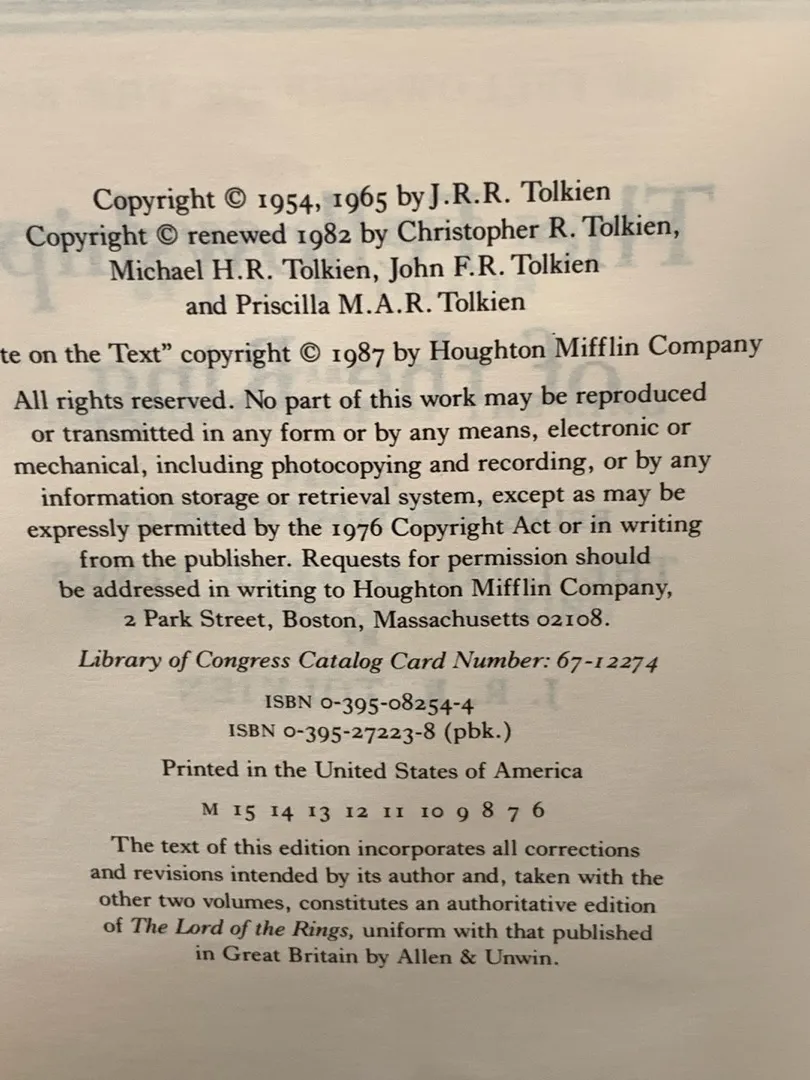 Copyright © 1954, 1965 by J.R.R. Tolkien
Copyright © renewed 1982 by Christopher R. Tolkien,
Michael H.R. Tolkien, John F.R. Tolkien
and Priscilla M.A.R. Tolkien
te on the Text” copyright © 1987 by Houghton Mifflin Company
All rights reserved. No part of this work may be reproduced
or transmitted in any form or by any means, electronic or
mechanical, including photocopying and recording, or by any
information storage or retrieval system, except as may be
expressly permitted by the 1976 Copyright Act or in writing
from the publisher. Requests for permission should
be addressed in writing to Houghton Mifflin Company,
2 Park Street, Boston, Massachusetts 02108.
Library of Congress Catalog Card Number: 67-12274
ISBN 0-395-08254-4
ISBN 0-395-27223-8 (pbk.)
Printed in the United States of America
M 15 14 13 12 11 10 9 8 7 6
The text of this edition incorporates all corrections
and revisions intended by its author and, taken with the
other two volumes, constitutes an authoritative edition
of The Lord of the Rings, uniform with that published
in Great Britain by Allen & Unwin.